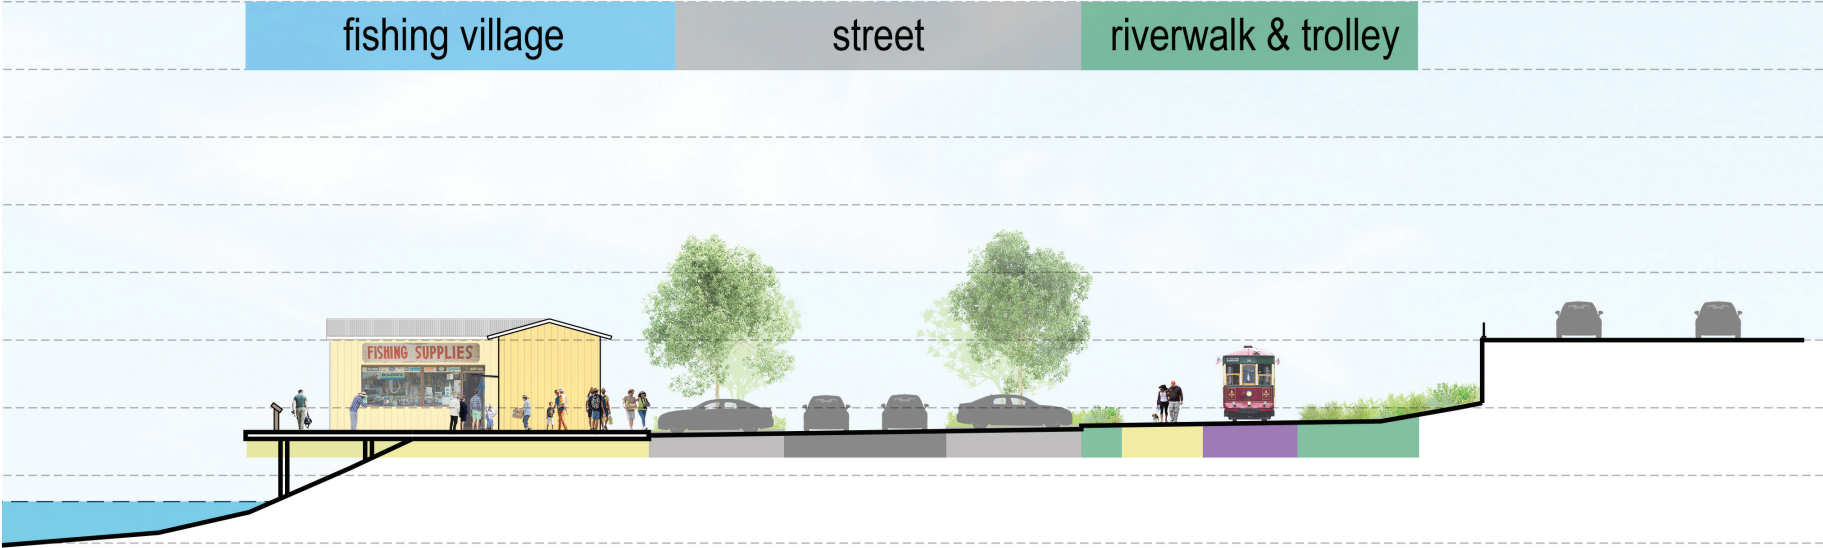 fishing village
street
riverwalk & trolley
FISHING SUPPLIES